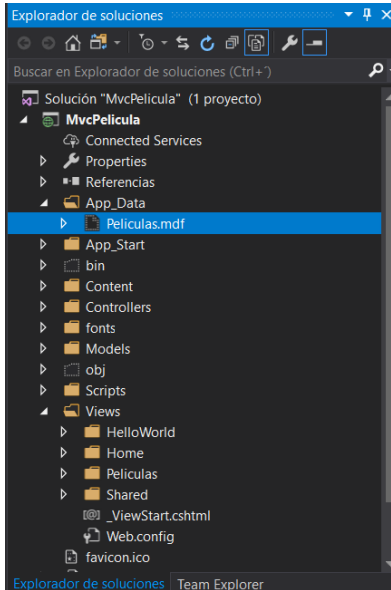 Explorador de soluciones
Buscar en Explorador de soluciones (Ctrl+´)
Solución "MvcPelicula" (1 proyecto)
MvcPelicula
Connected Services
Properties
Referencias
App_Data
Peliculas.mdf
App_Start
bin
Content
Controllers
fonts
Models
obj
Scripts
Views
HelloWorld
Home
Peliculas
Shared
[@] _ViewStart.cshtml
Web.config
favicon.ico
Explorador de soluciones Team Explorer